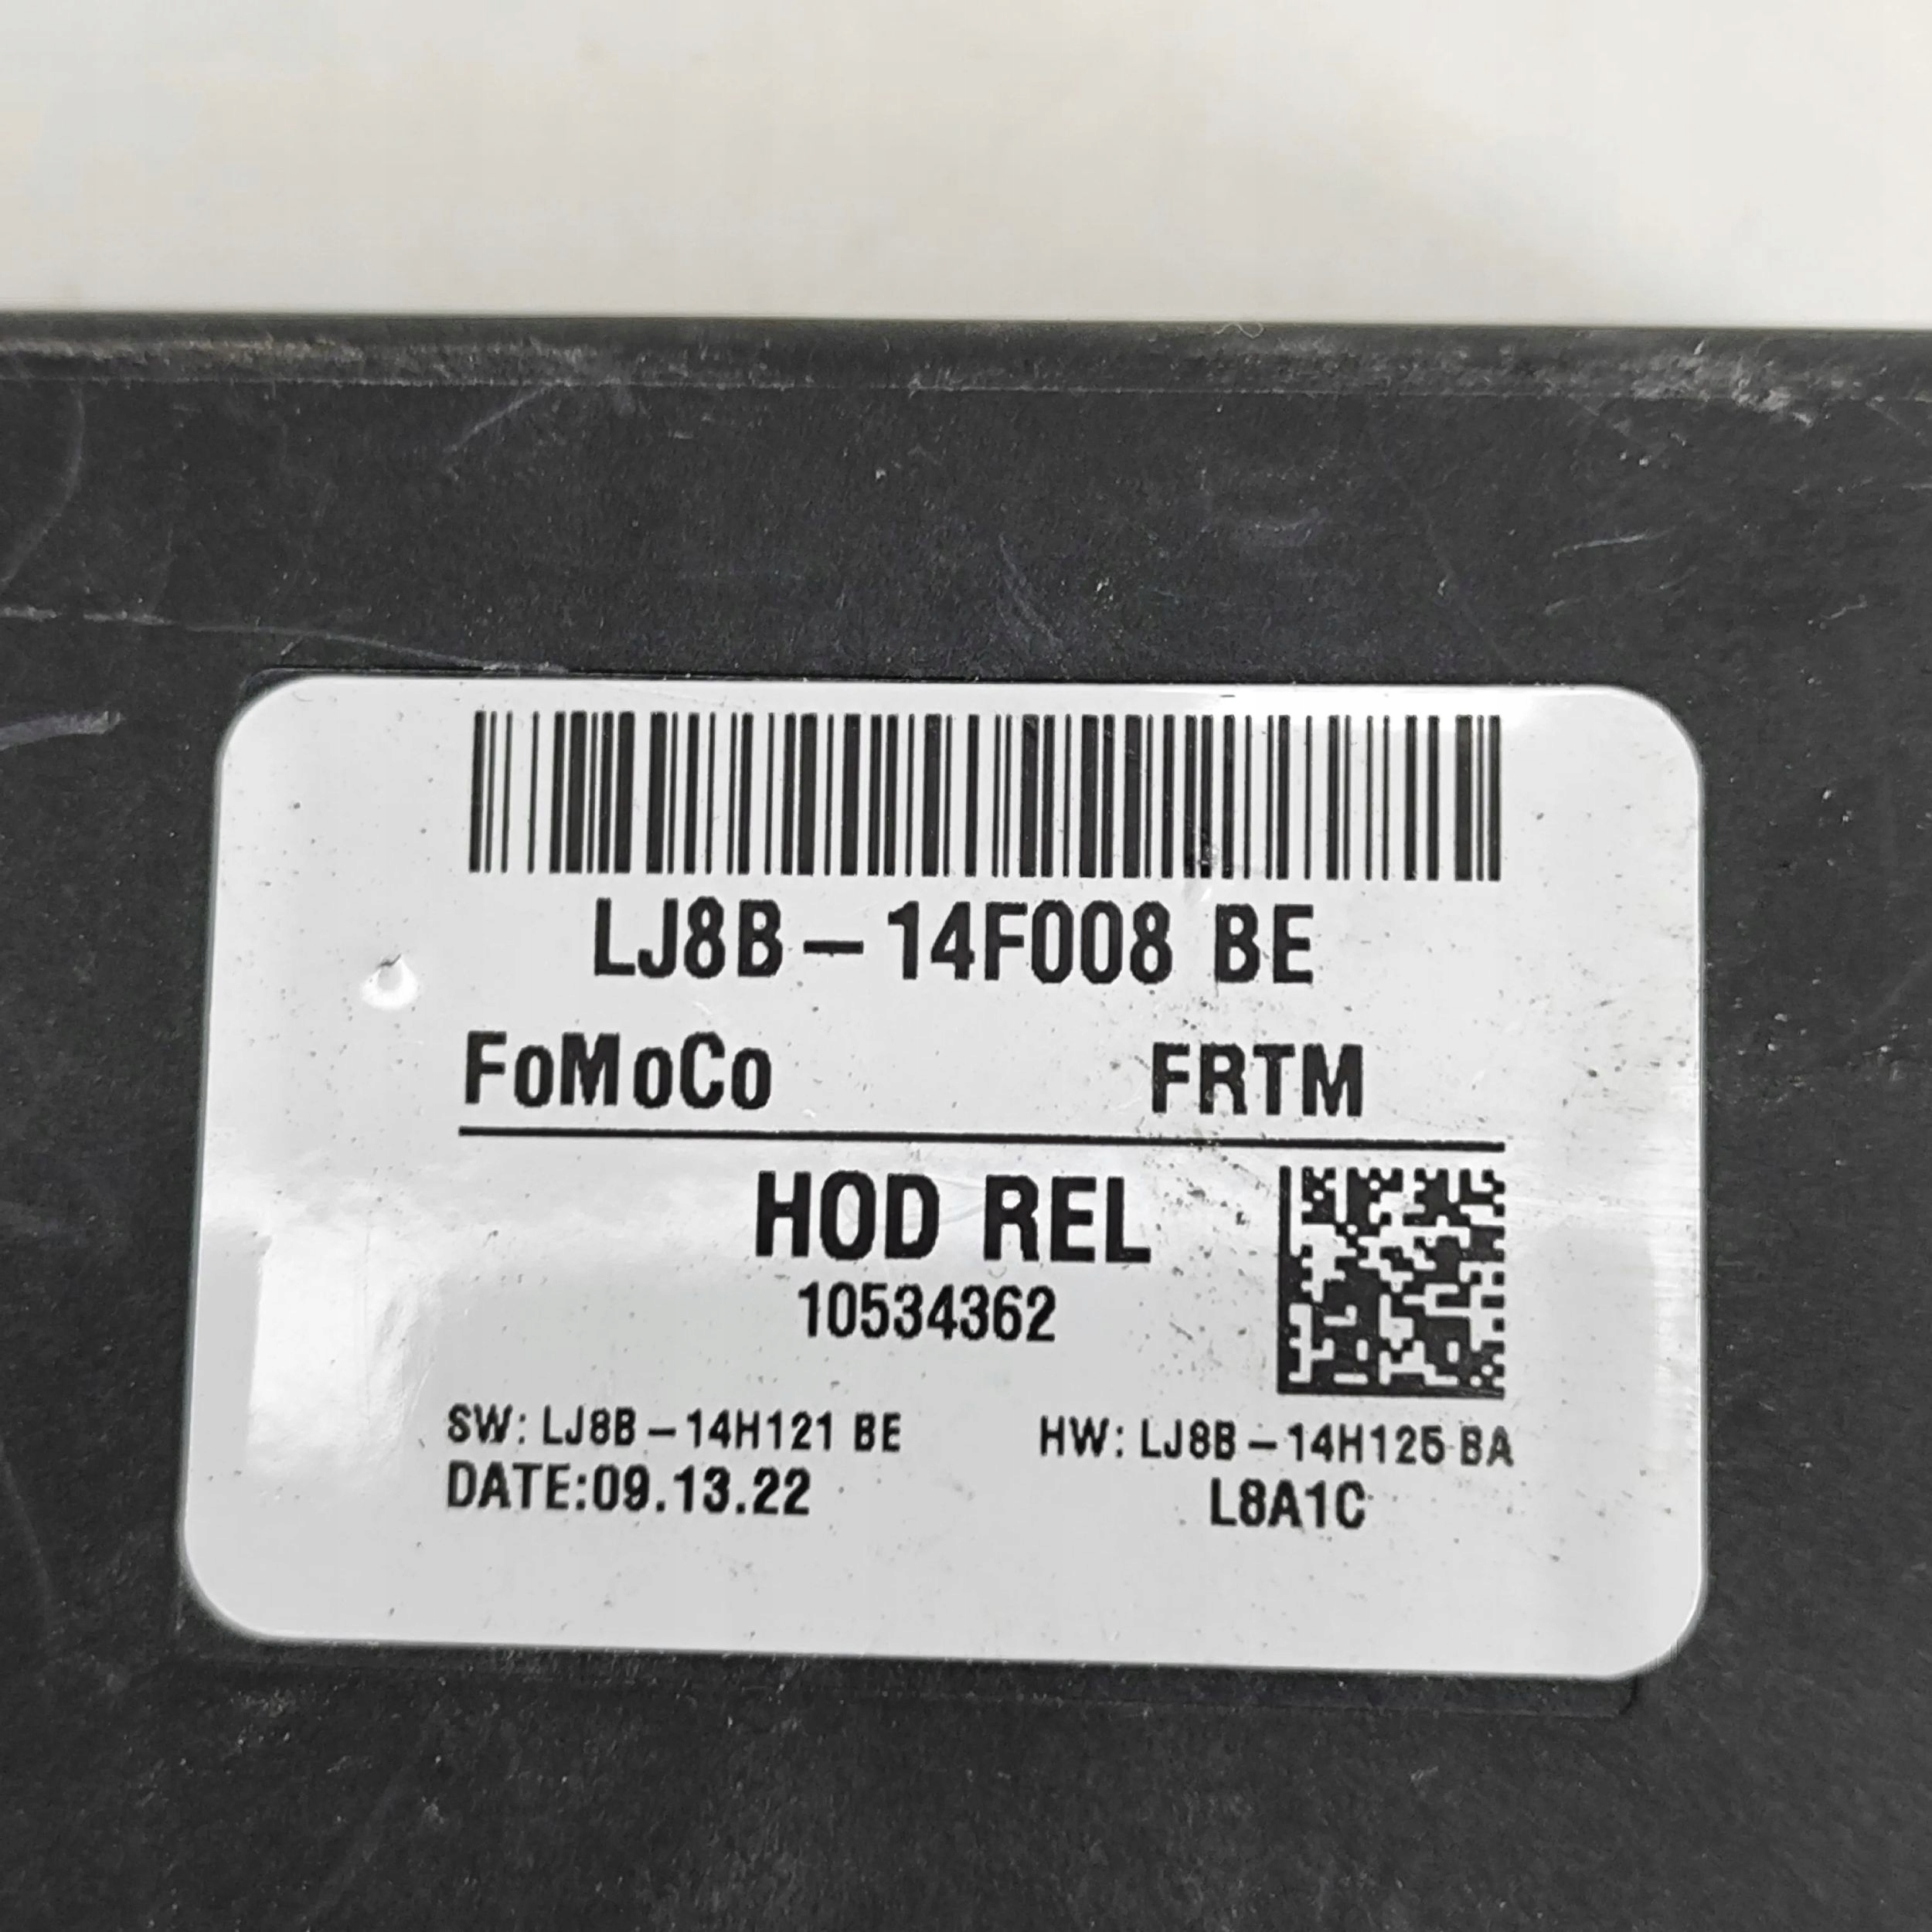 LJ8B-14F008 BE
FoMoCo FRTM
HOD REL
10534362
SW: LJ8B-14H121 BE HW: LJ8B-14H125 BA
DATE:09.13.22 L8A1C